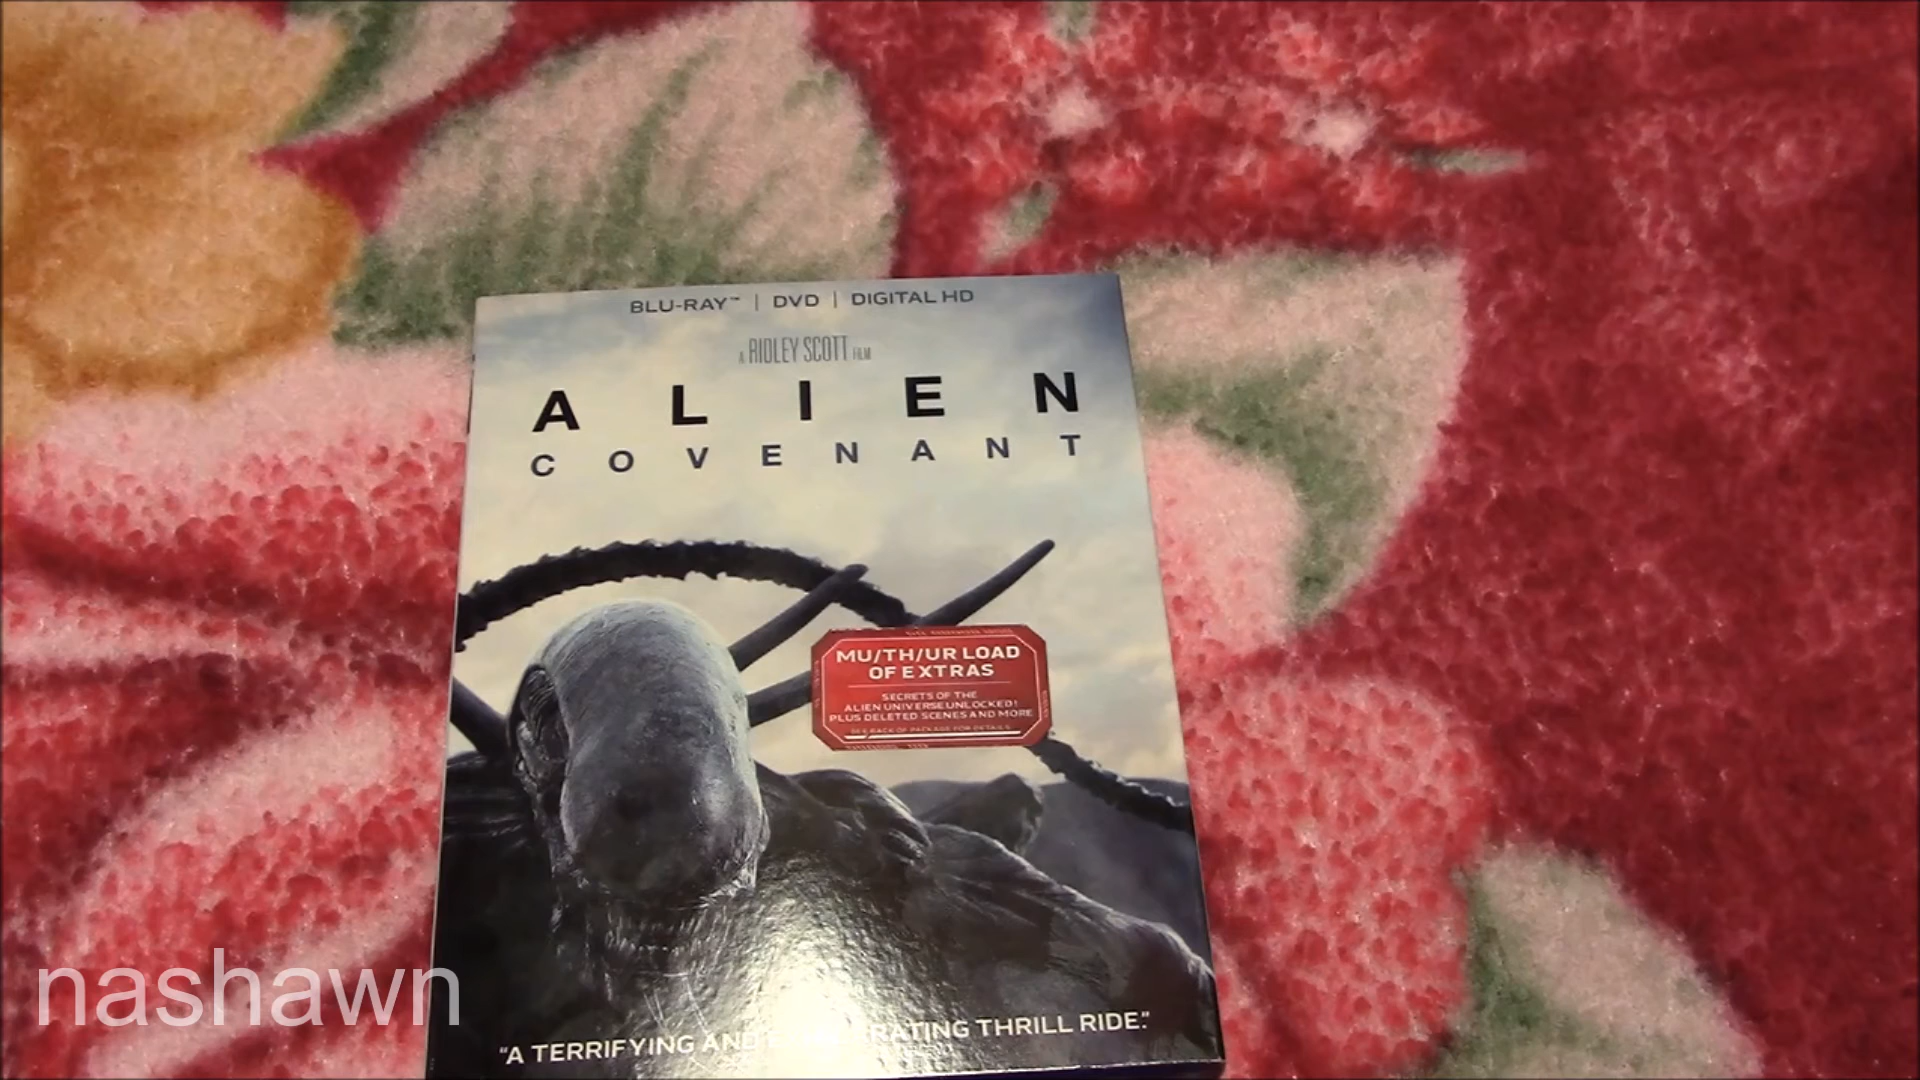 BLU-RAY™ | DVD | DIGITAL HD
A RIDLEY SCOTT FILM
ALIEN
COVENANT
MU/TH/UR LOAD
OF EXTRAS
SECRETS OF THE
ALIEN UNIVERSE UNLOCKED!
PLUS DELETED SCENES AND MORE
SEE BACK OF PACKAGE FOR DETAILS
nashawn
"A TERRIFYING AND RATING THRILL RIDE."